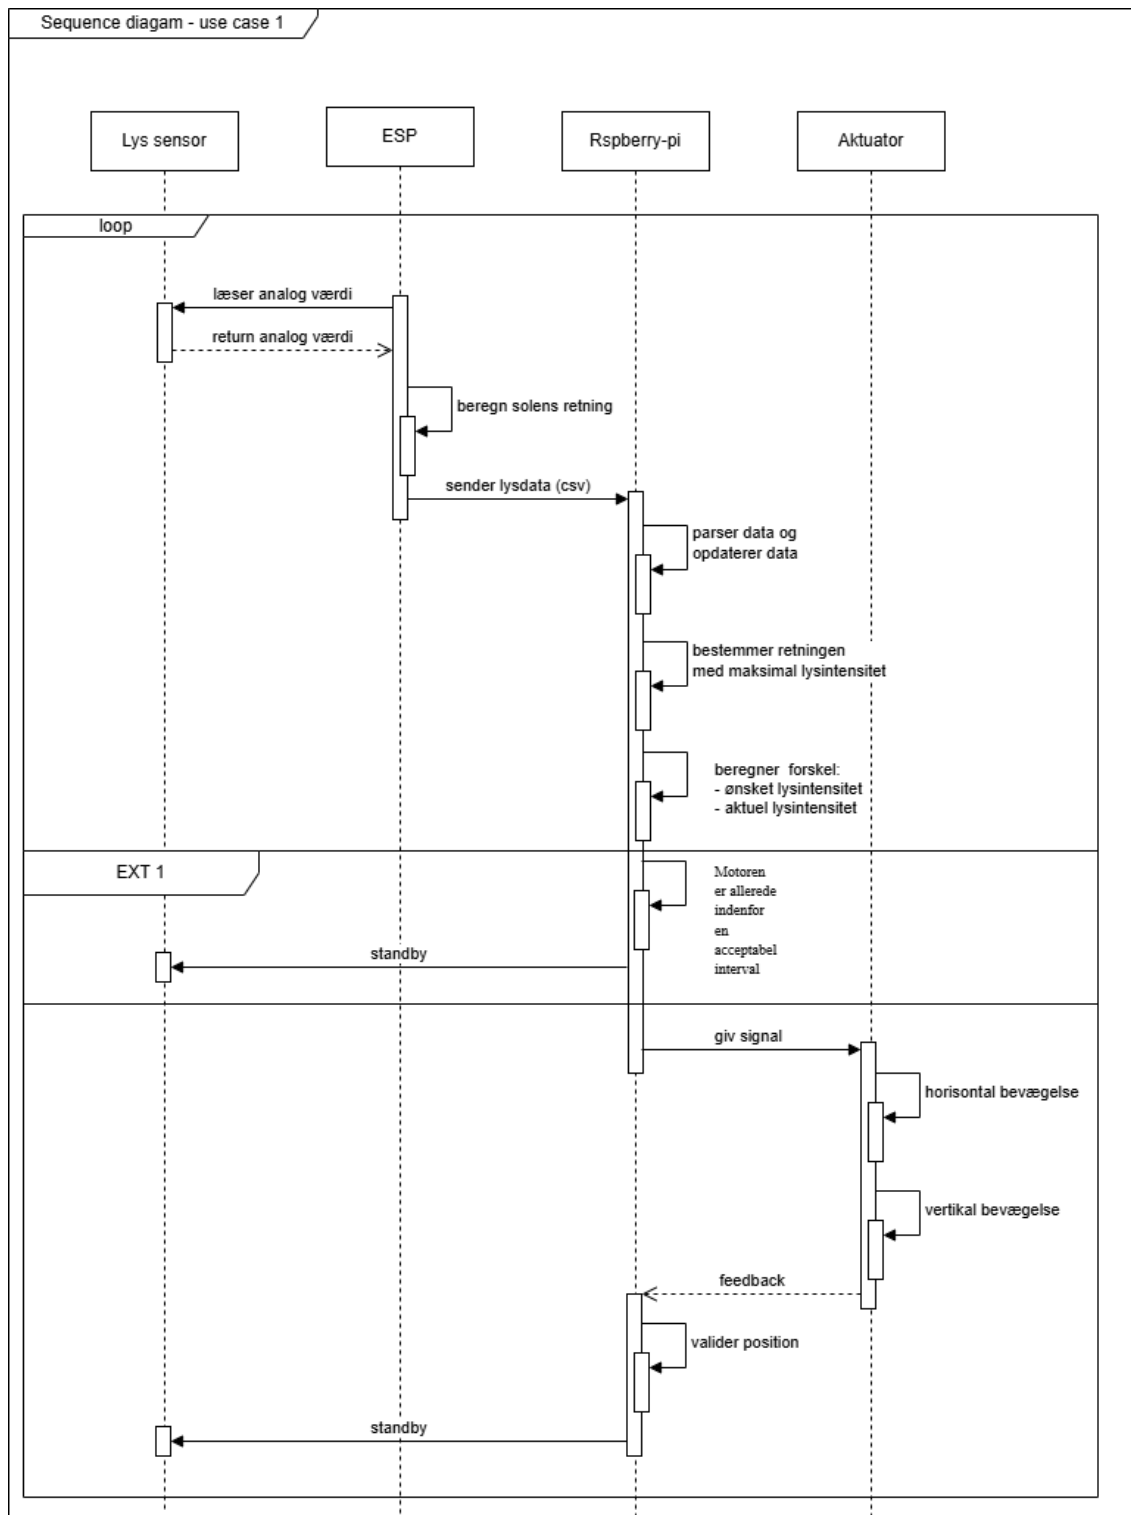 Sequence diagam - use case 1
Lys sensor
ESP
Rspberry-pi
Aktuator
loop
læser analog værdi
return analog værdi
beregn solens retning
sender lysdata (csv)
parser data og
opdaterer data
bestemmer retningen
med maksimal lysintensitet
beregner forskel:
- ønsket lysintensitet
- aktuel lysintensitet
EXT 1
Motoren
er allerede
indenfor
en
acceptabel
interval
standby
giv signal
horisontal bevægelse
vertikal bevægelse
feedback
valider position
standby